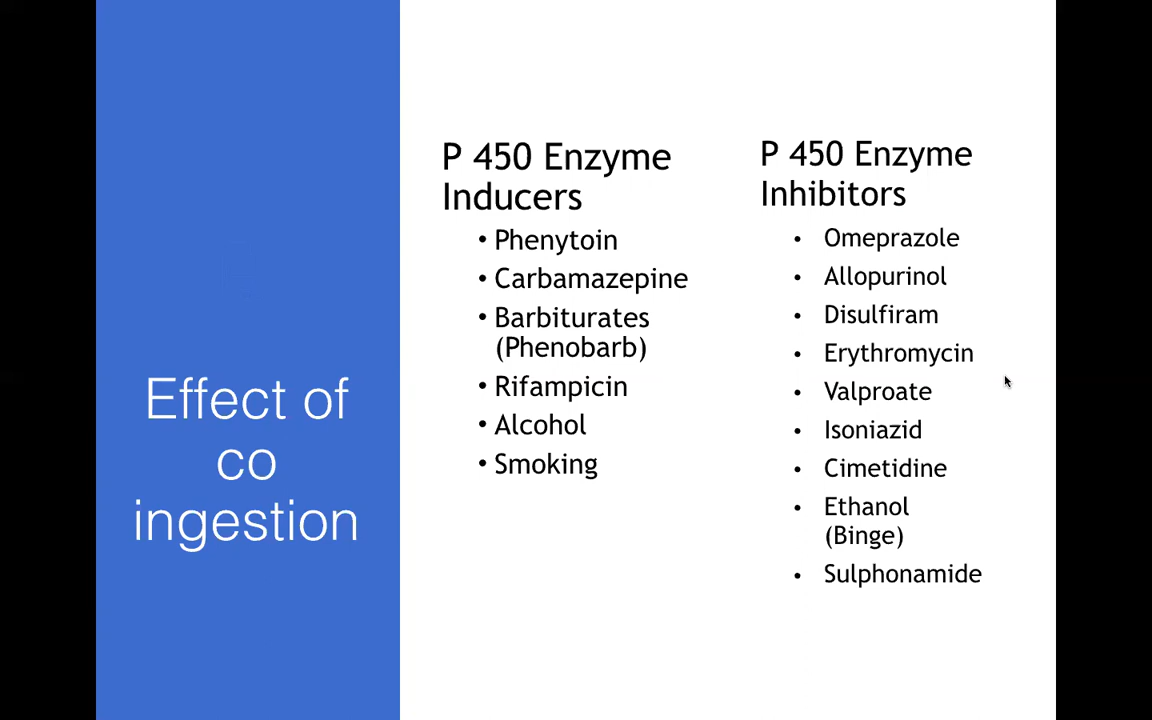 Effect of
co
ingestion
P 450 Enzyme
Inducers
• Phenytoin
• Carbamazepine
• Barbiturates
(Phenobarb)
• Rifampicin
• Alcohol
• Smoking
P 450 Enzyme
Inhibitors
• Omeprazole
• Allopurinol
• Disulfiram
• Erythromycin
• Valproate
• Isoniazid
• Cimetidine
• Ethanol
(Binge)
• Sulphonamide